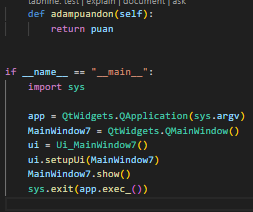 tabnine: test | explain | document | ask
def adampuandon(self):
return puan
if __name__ == "__main__":
import sys
app = QtWidgets.QApplication(sys.argv)
MainWindow7 = QtWidgets.QMainWindow()
ui = Ui_MainWindow7()
ui.setupUi(MainWindow7)
MainWindow7.show()
sys.exit(app.exec_())